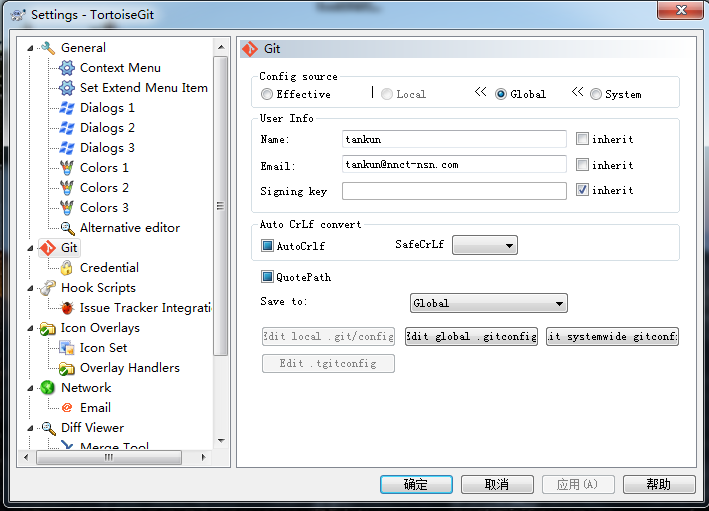 Settings - TortoiseGit
General
Context Menu
Set Extend Menu Item
Dialogs 1
Dialogs 2
Dialogs 3
Colors 1
Colors 2
Colors 3
Alternative editor
Git
Credential
Hook Scripts
Issue Tracker Integratio
Icon Overlays
Icon Set
Overlay Handlers
Network
Email
Diff Viewer
Merge Tool
Git
Config source
Effective | Local << Global << System
User Info
Name: tankun inherit
Email: tankun@nnct-nsn.com inherit
Signing key inherit
Auto CrLf convert
AutoCrlf SafeCrLf
QuotePath
Save to: Global
Edit local .git/config Edit global .gitconfig it systemwide gitconf
Edit .tgitconfig
确定 取消 应用(A) 帮助